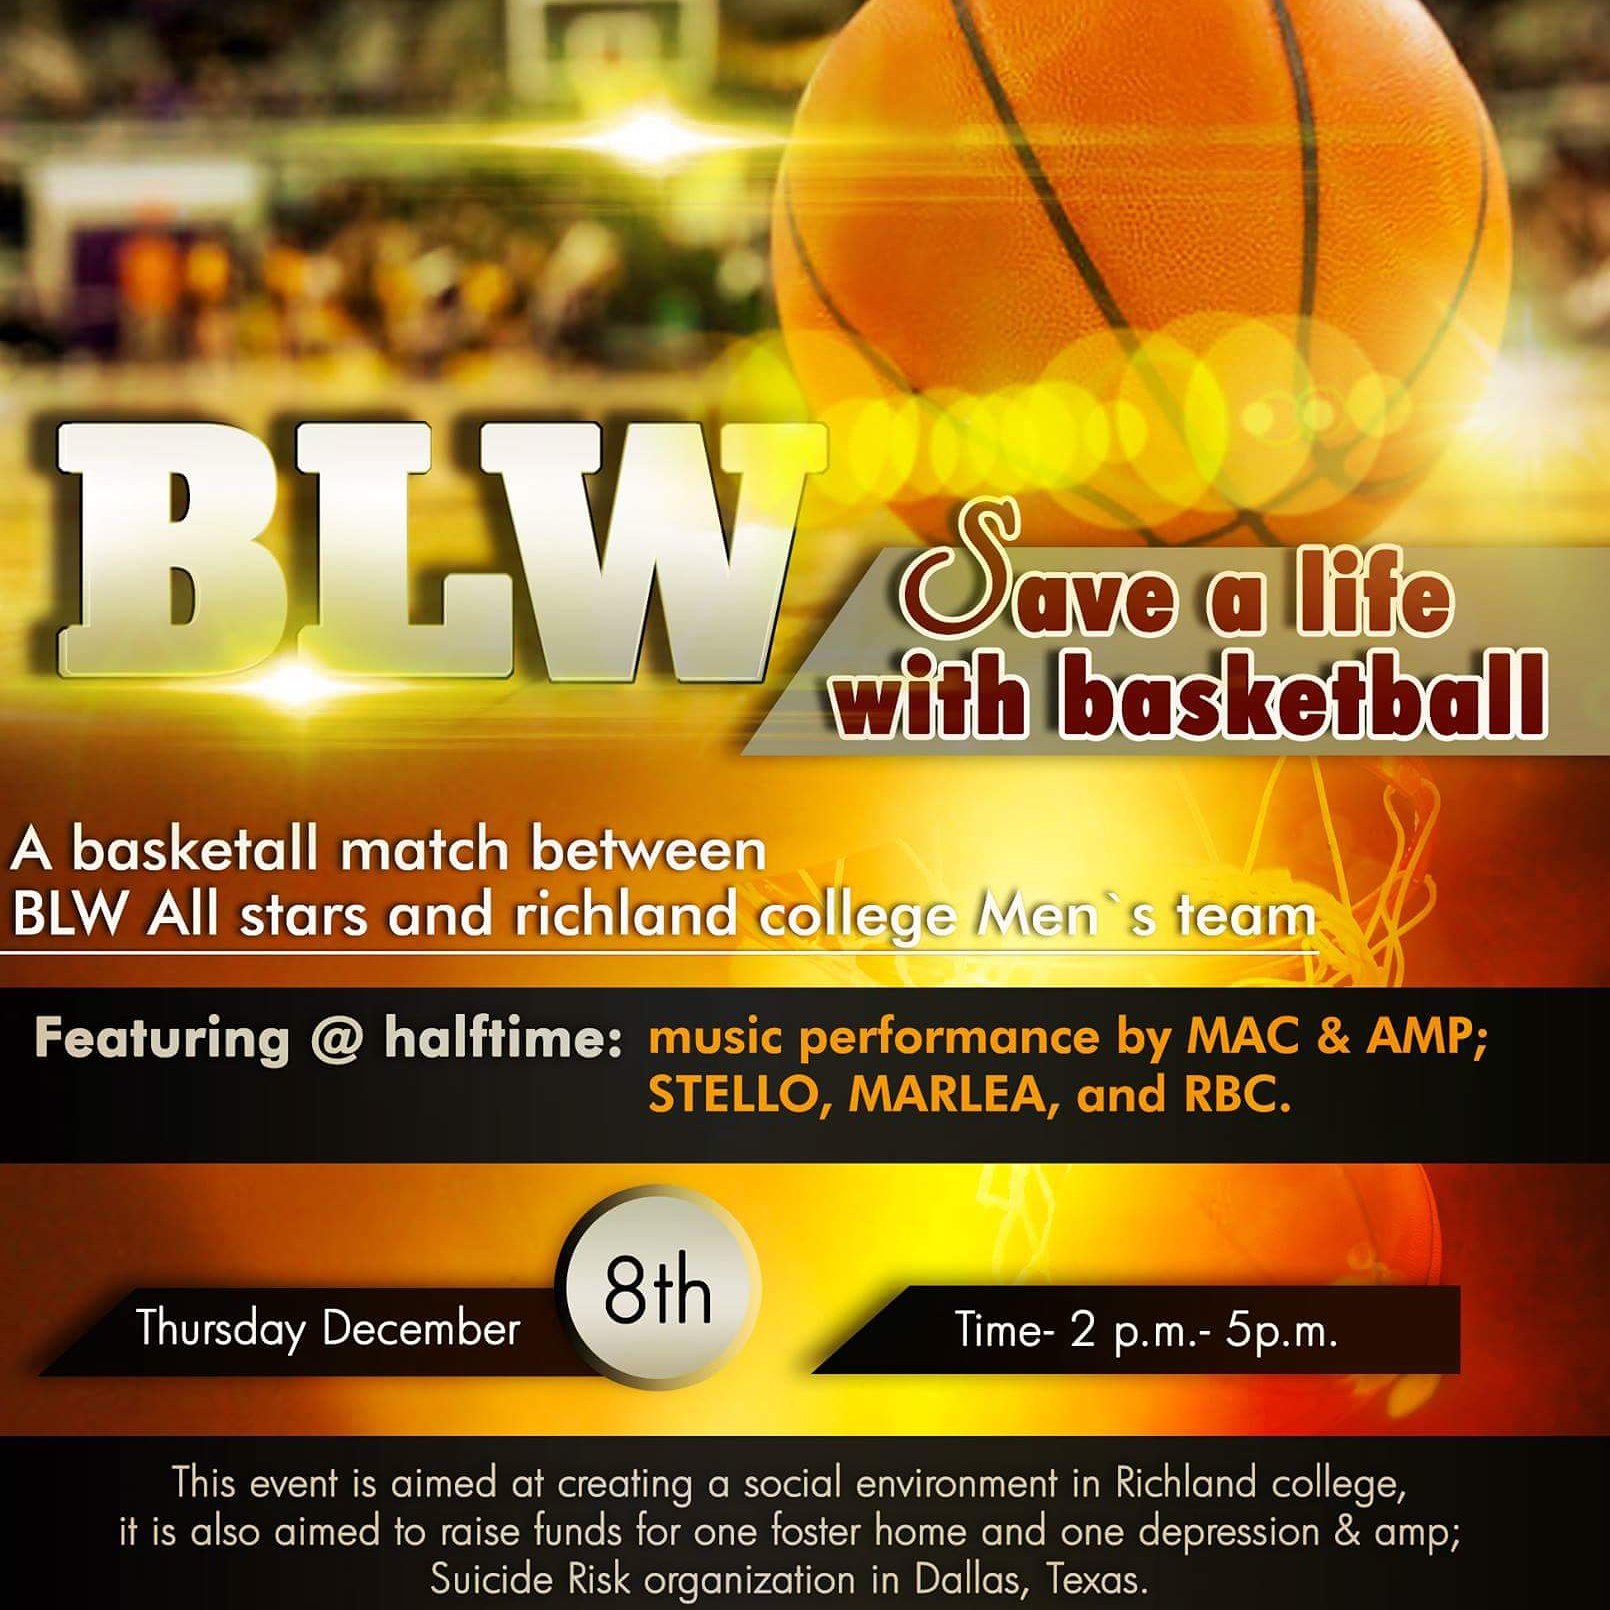 BLW
Save a life
with basketball
A basketall match between
BLW All stars and richland college Men`s team
Featuring @ halftime: music performance by MAC & AMP;
STELLO, MARLEA, and RBC.
Thursday December 8th
Time- 2 p.m.- 5p.m.
This event is aimed at creating a social environment in Richland college,
it is also aimed to raise funds for one foster home and one depression & amp;
Suicide Risk organization in Dallas, Texas.